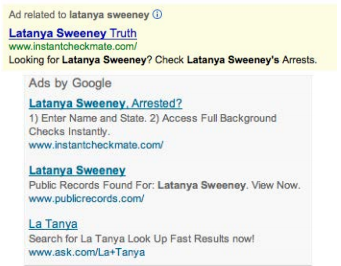 Ad related to latanya sweeney ⓘ
Latanya Sweeney Truth
www.instantcheckmate.com/
Looking for Latanya Sweeney? Check Latanya Sweeney's Arrests.
Ads by Google
Latanya Sweeney, Arrested?
1) Enter Name and State. 2) Access Full Background
Checks Instantly.
www.instantcheckmate.com/
Latanya Sweeney
Public Records Found For: Latanya Sweeney. View Now.
www.publicrecords.com/
La Tanya
Search for La Tanya Look Up Fast Results now!
www.ask.com/La+Tanya